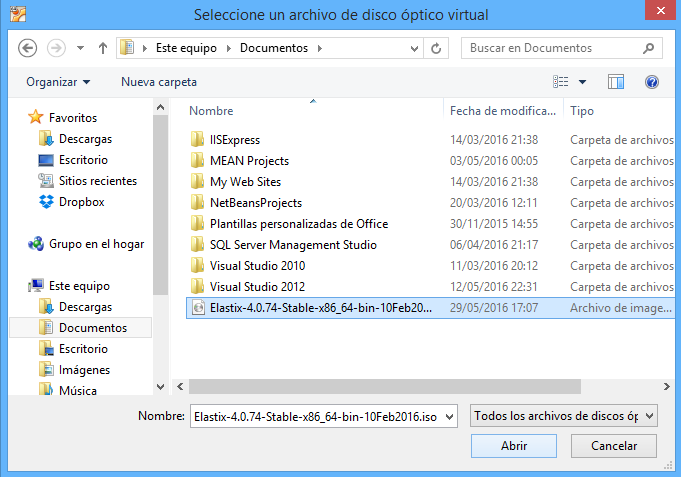 Seleccione un archivo de disco óptico virtual
Este equipo Documentos
Buscar en Documentos
Organizar Nueva carpeta
Nombre Fecha de modifica... Tipo
Favoritos
Descargas
Escritorio
Sitios recientes
Dropbox
Grupo en el hogar
Este equipo
Descargas
Documentos
Escritorio
Imágenes
Música
IISExpress 14/03/2016 21:38 Carpeta de archivos
MEAN Projects 03/05/2016 00:05 Carpeta de archivos
My Web Sites 14/03/2016 21:38 Carpeta de archivos
NetBeansProjects 20/03/2016 12:11 Carpeta de archivos
Plantillas personalizadas de Office 30/11/2015 14:55 Carpeta de archivos
SQL Server Management Studio 06/04/2016 21:17 Carpeta de archivos
Visual Studio 2010 11/03/2016 20:12 Carpeta de archivos
Visual Studio 2012 12/05/2016 22:31 Carpeta de archivos
Elastix-4.0.74-Stable-x86_64-bin-10Feb20... 29/05/2016 17:07 Archivo de image...
Nombre: Elastix-4.0.74-Stable-x86_64-bin-10Feb2016.iso Todos los archivos de discos óp
Abrir Cancelar